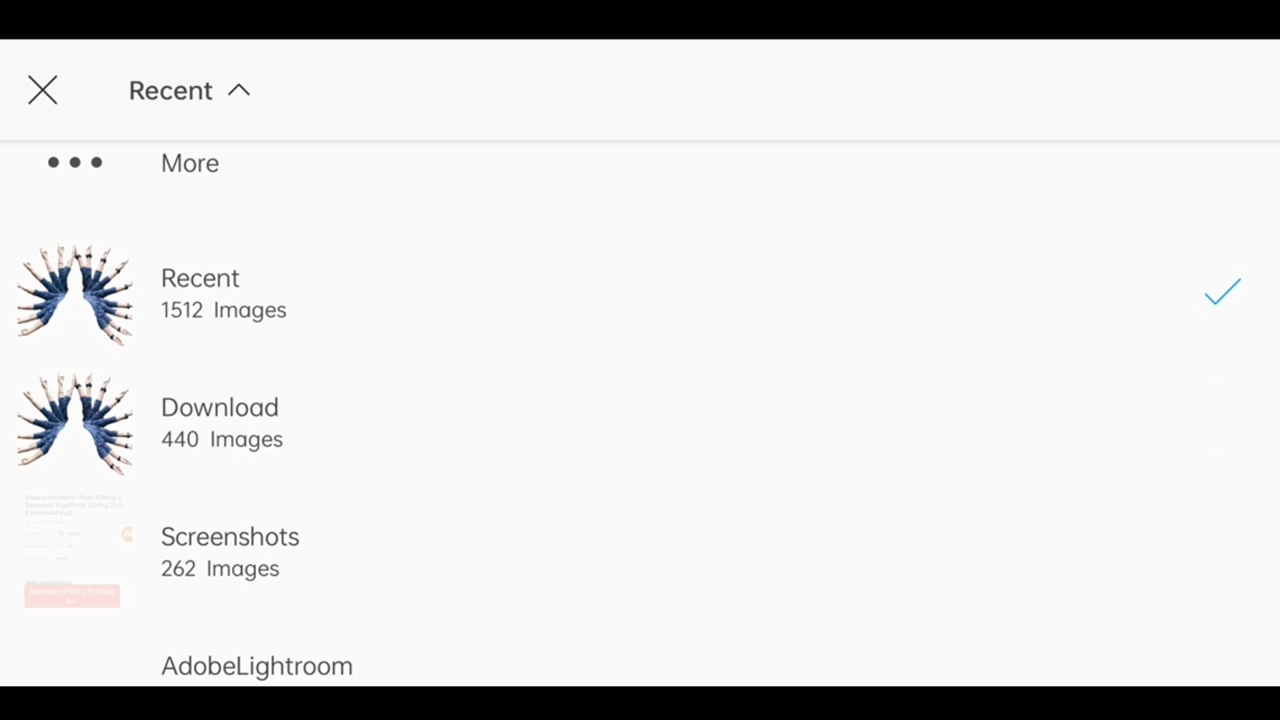 Recent
More
Recent
1512 Images
Download
440 Images
Screenshots
262 Images
AdobeLightroom